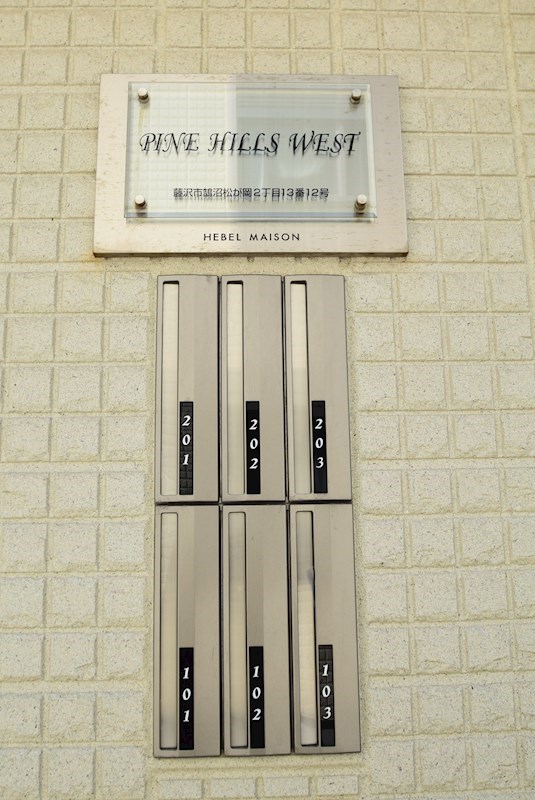 PINE HILLS WEST
藤沢市鵠沼松が岡2丁目13番12号
HEBEL MAISON
201 202 203
101 102 103